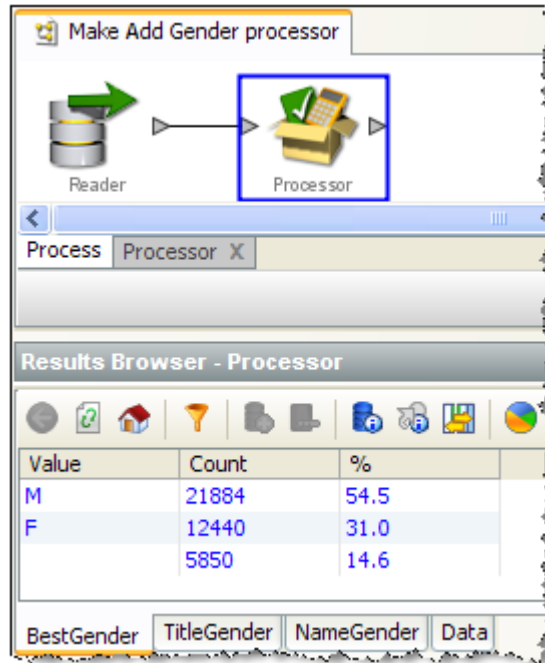 Make Add Gender processor
Reader Processor
Process Processor X
Results Browser - Processor
Value Count %
M 21884 54.5
F 12440 31.0
5850 14.6
BestGender TitleGender NameGender Data